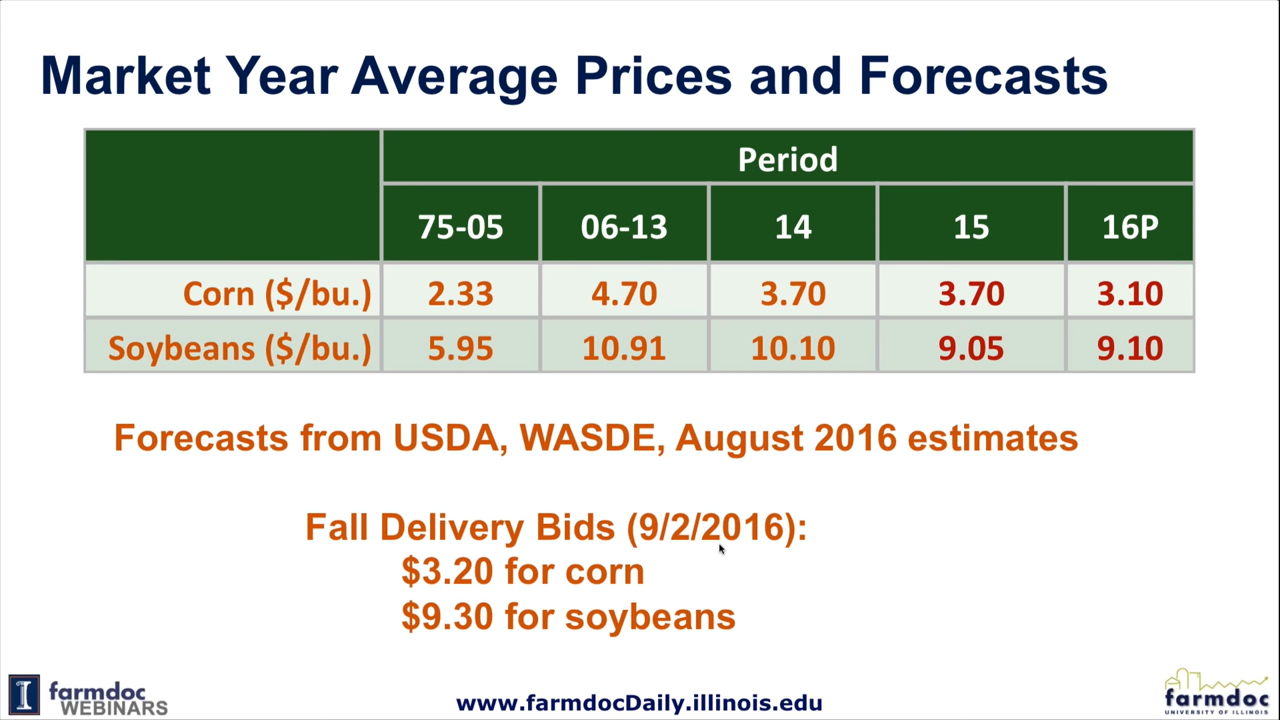 Market Year Average Prices and Forecasts
Period
75-05 06-13 14 15 16P
Corn ($/bu.) 2.33 4.70 3.70 3.70 3.10
Soybeans ($/bu.) 5.95 10.91 10.10 9.05 9.10
Forecasts from USDA, WASDE, August 2016 estimates
Fall Delivery Bids (9/2/2016):
$3.20 for corn
$9.30 for soybeans
I farmdoc
WEBINARS
www.farmdocDaily.illinois.edu
farmdoc
UNIVERSITY OF ILLINOIS